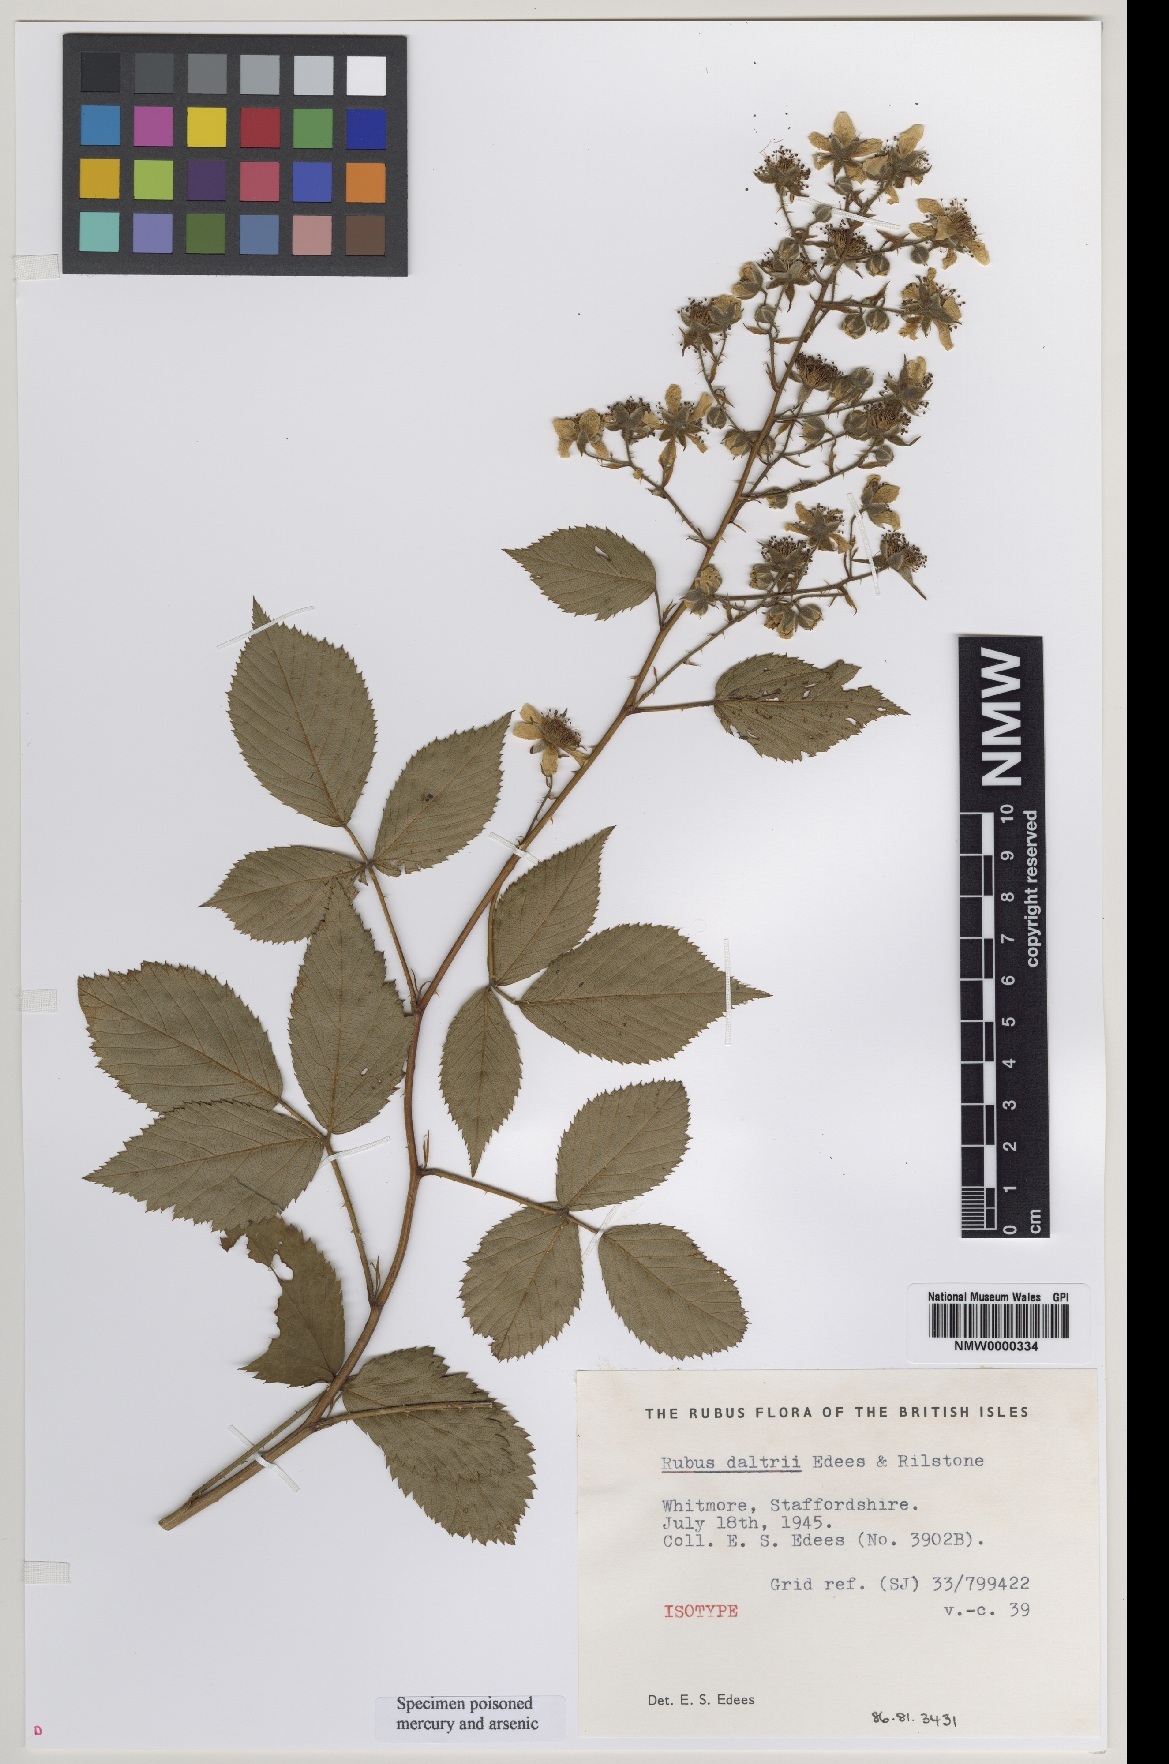 NMW
0 1 2 3 4 5 6 7 8 9 10
cm
copyright reserved
National Museum Wales GPI
NMW0000334
THE RUBUS FLORA OF THE BRITISH ISLES
Rubus daltrii Edees & Rilstone
Whitmore, Staffordshire.
July 18th, 1945.
Coll. E. S. Edees (No. 3902B).
Grid ref. (SJ) 33/799422
ISOTYPE v.-c. 39
Det. E. S. Edees
86.81.3431
Specimen poisoned
mercury and arsenic
D